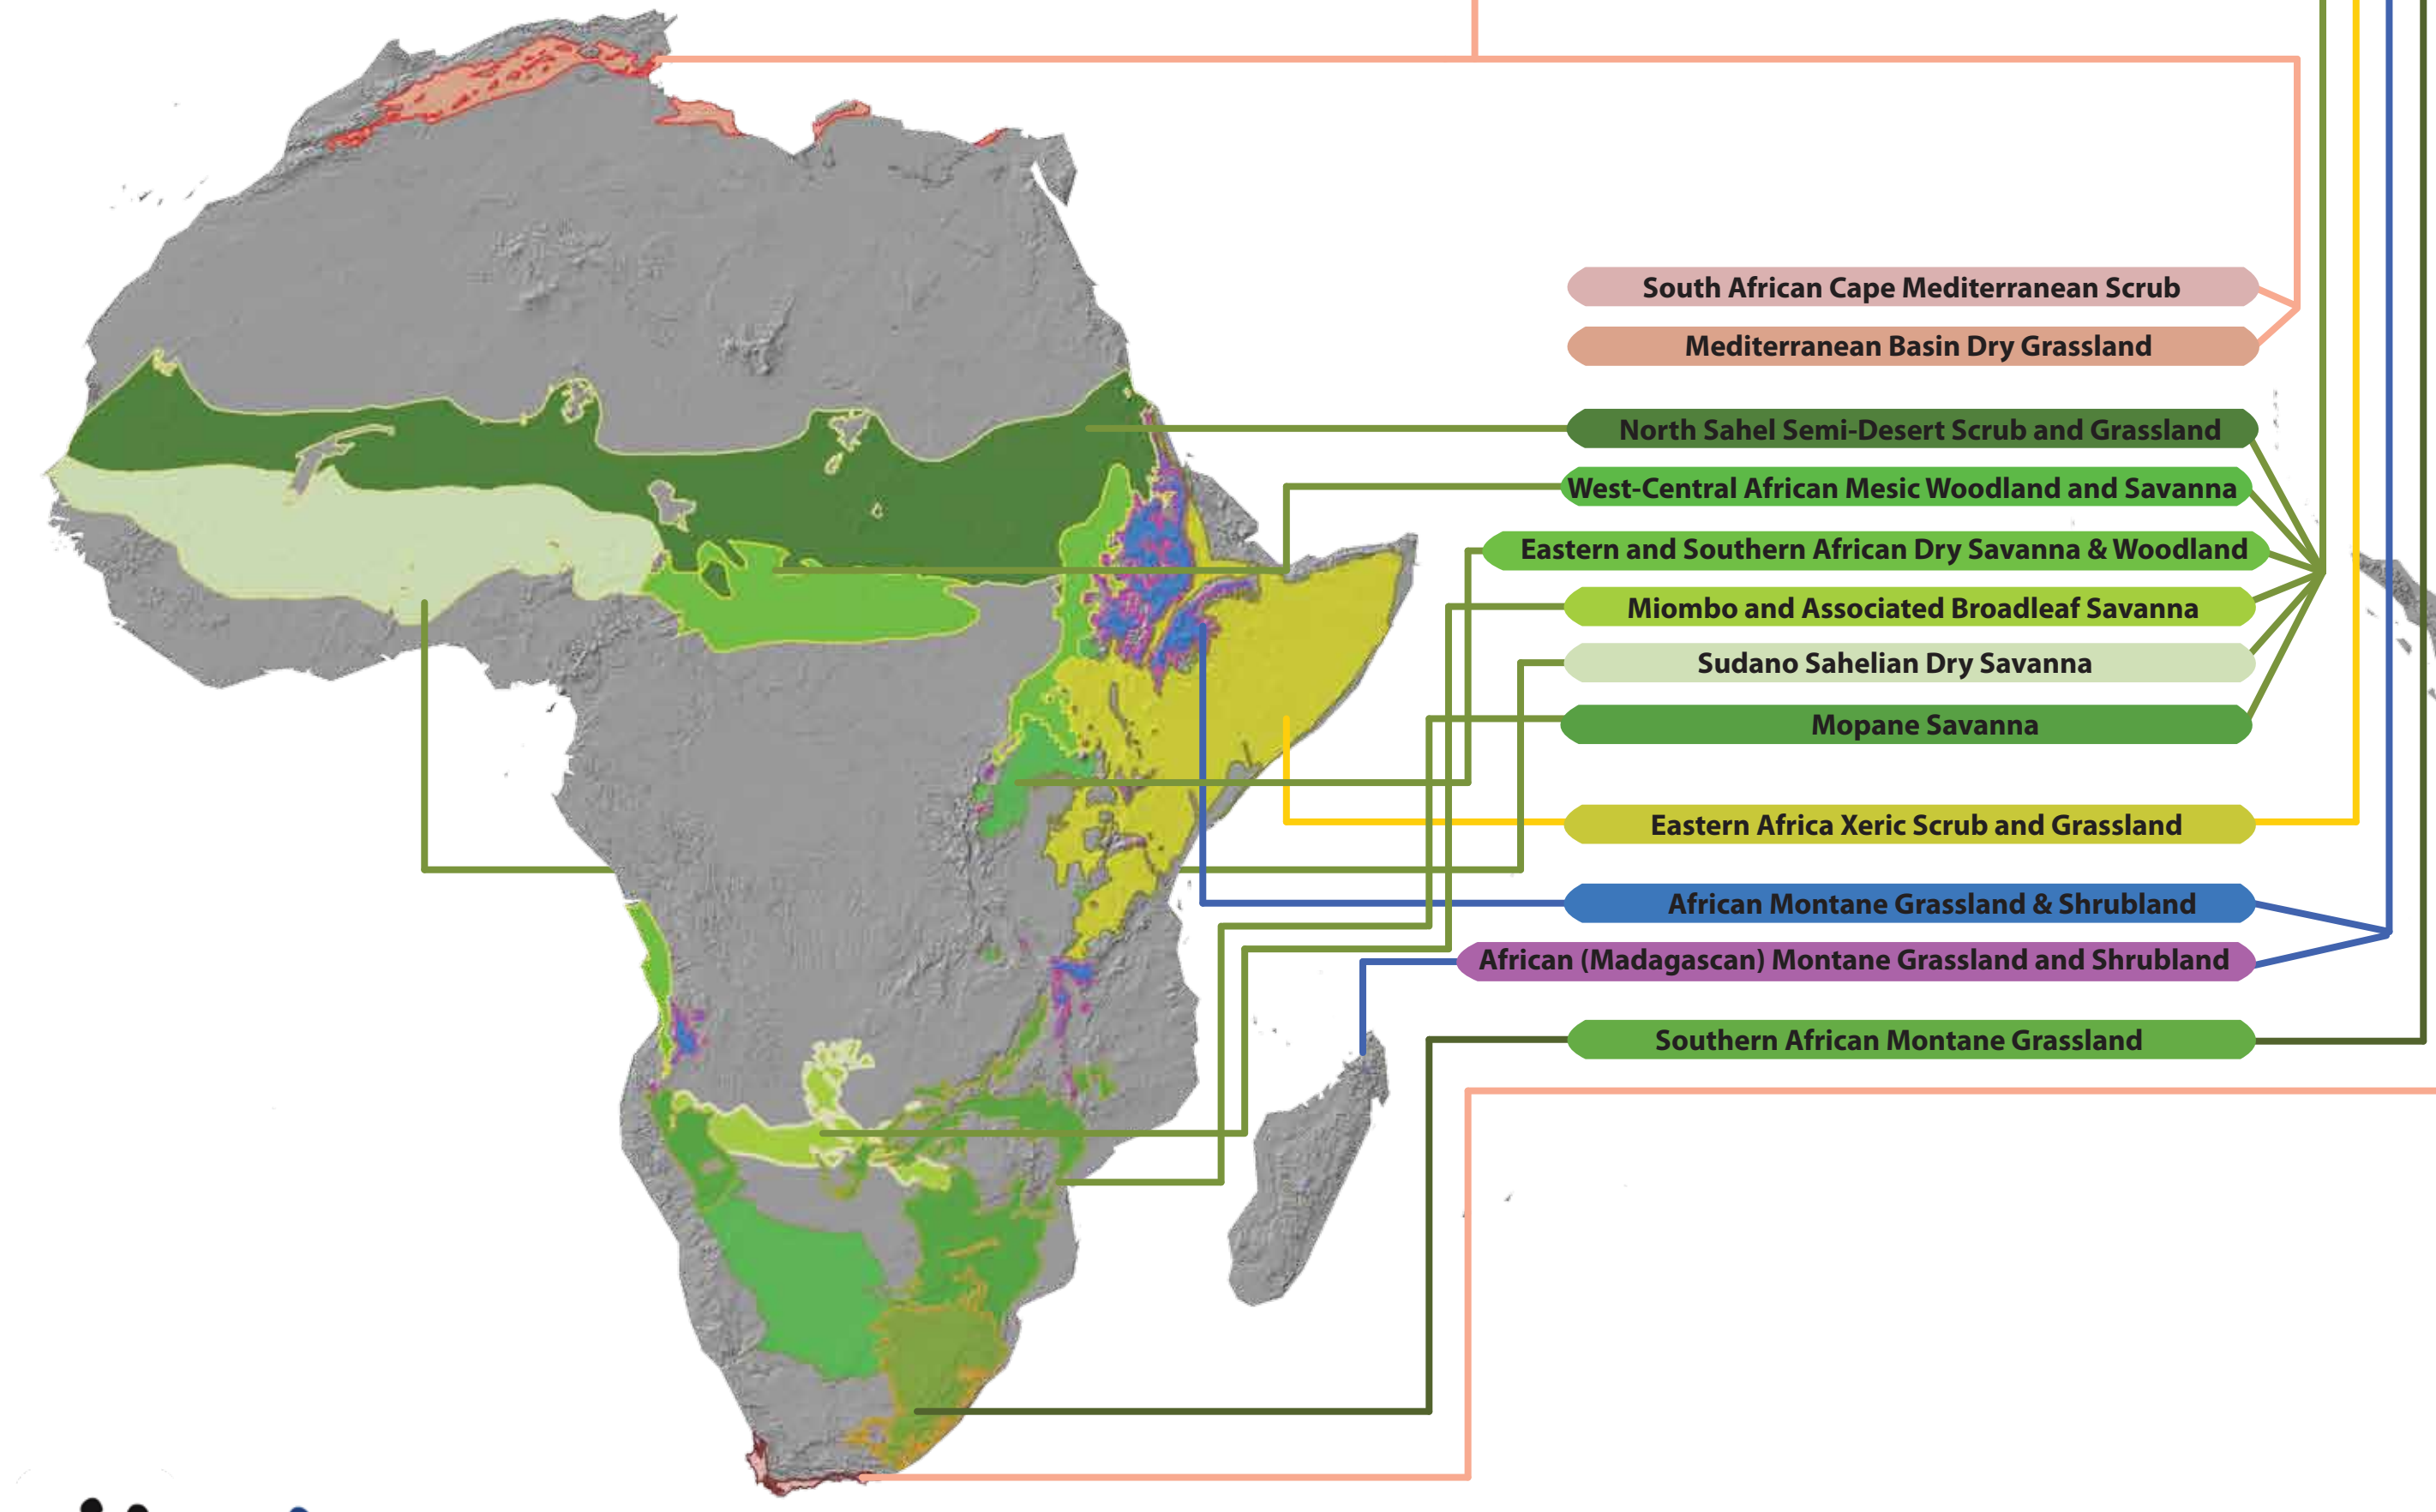 South African Cape Mediterranean Scrub
Mediterranean Basin Dry Grassland
North Sahel Semi-Desert Scrub and Grassland
West-Central African Mesic Woodland and Savanna
Eastern and Southern African Dry Savanna & Woodland
Miombo and Associated Broadleaf Savanna
Sudano Sahelian Dry Savanna
Mopane Savanna
Eastern Africa Xeric Scrub and Grassland
African Montane Grassland & Shrubland
African (Madagascan) Montane Grassland and Shrubland
Southern African Montane Grassland